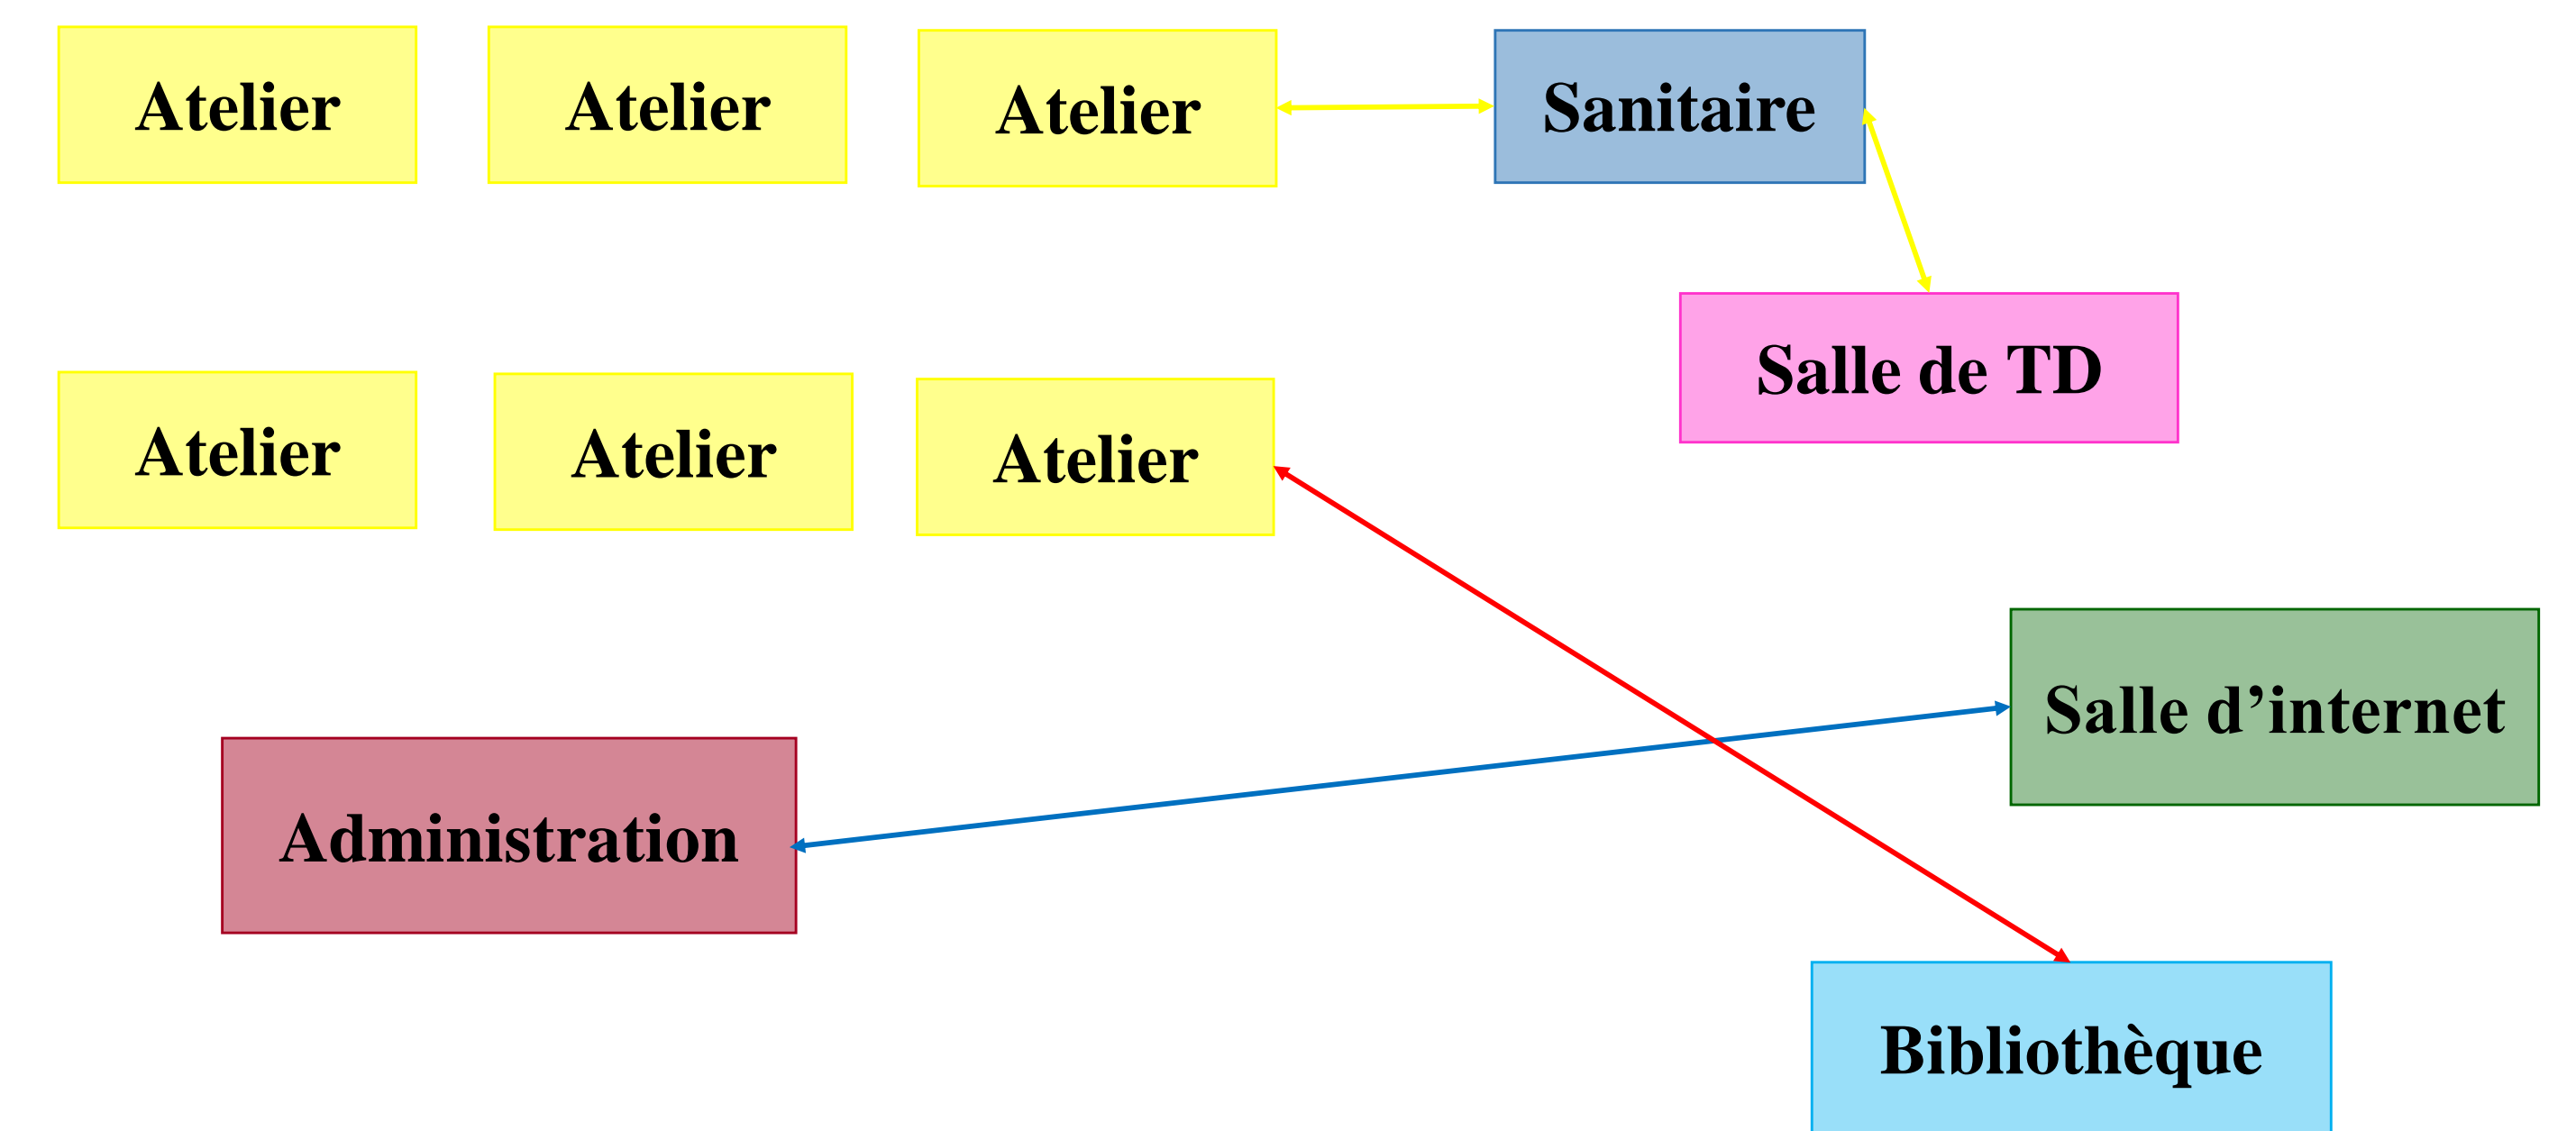 Atelier
Atelier
Atelier
Sanitaire
Salle de TD
Atelier
Atelier
Atelier
Salle d’internet
Administration
Bibliothèque